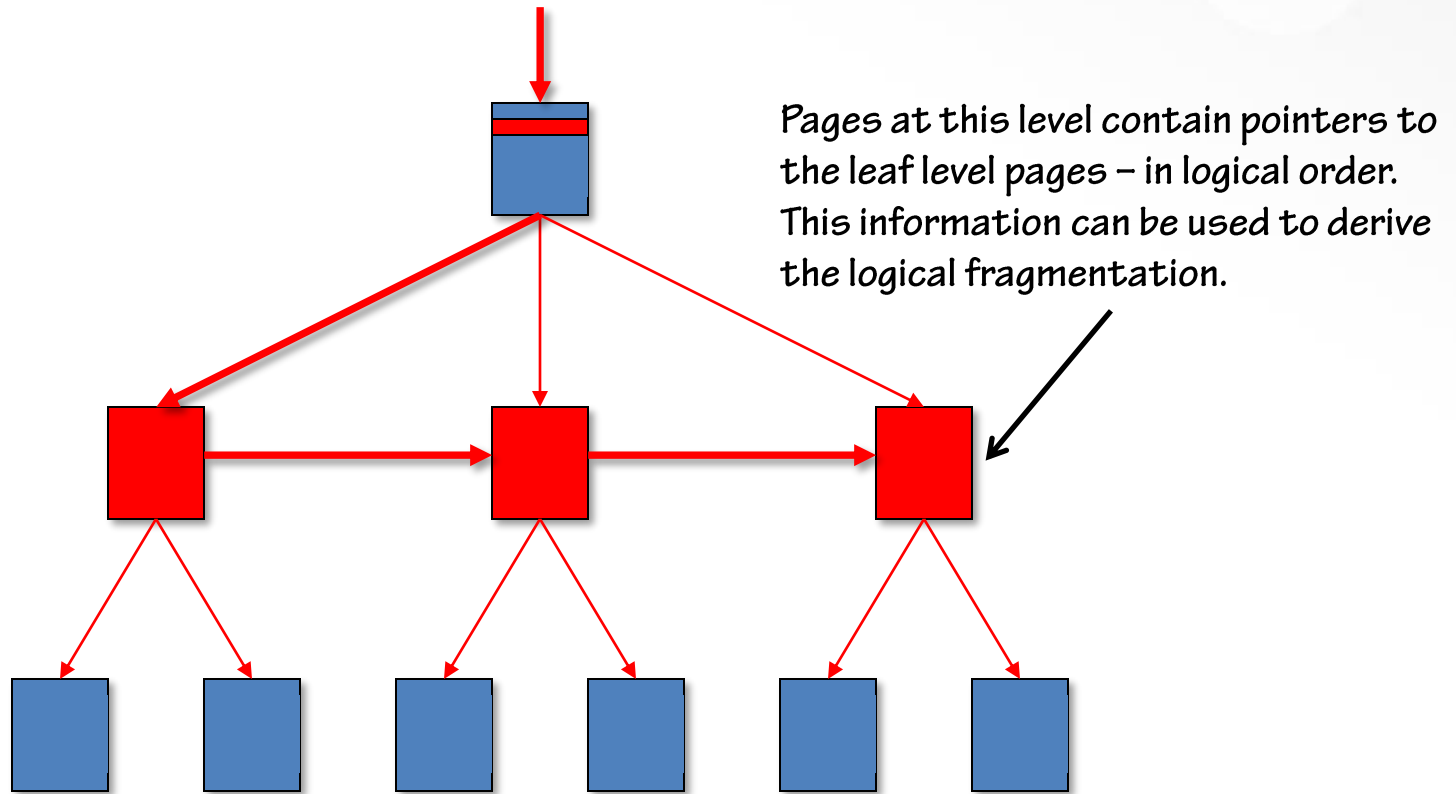 Pages at this level contain pointers to
the leaf level pages – in logical order.
This information can be used to derive
the logical fragmentation.